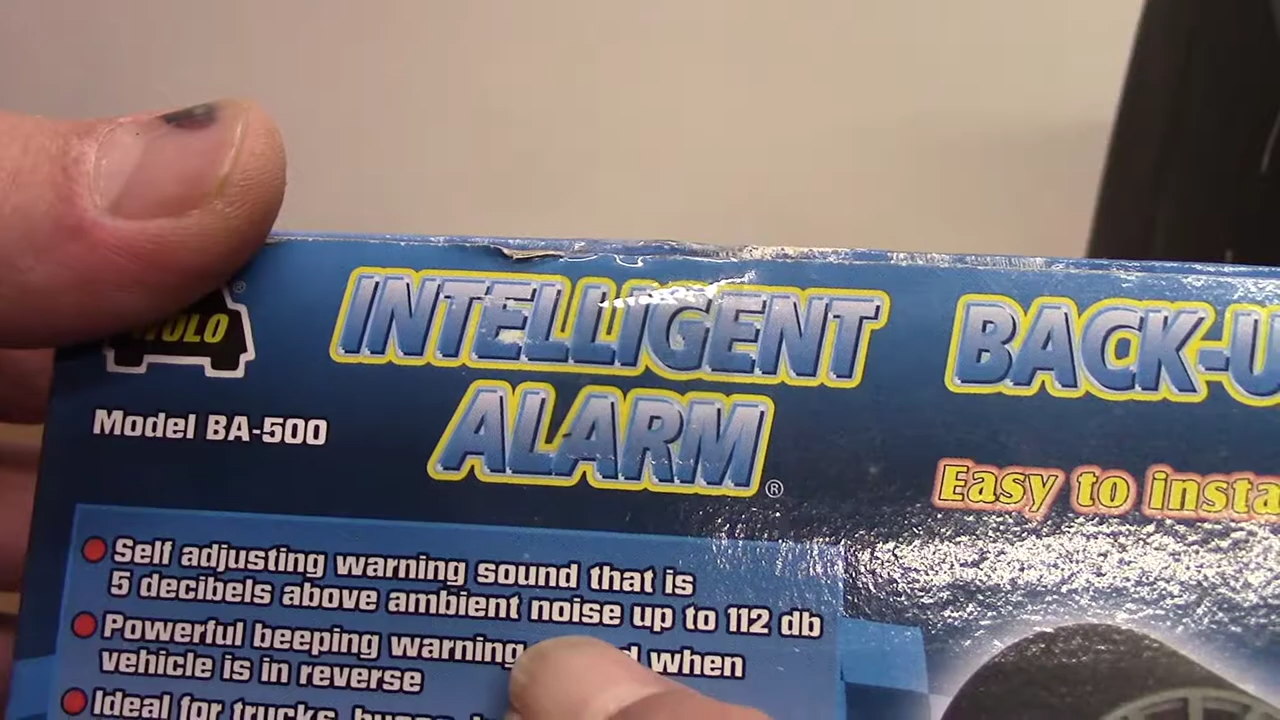 INTELLIGENT
ALARM®
BACK-U
OLO
®
Model BA-500
Easy to insta
Self adjusting warning sound that is
5 decibels above ambient noise up to 112 db
Powerful beeping warning when
vehicle is in reverse
Ideal for trucks,